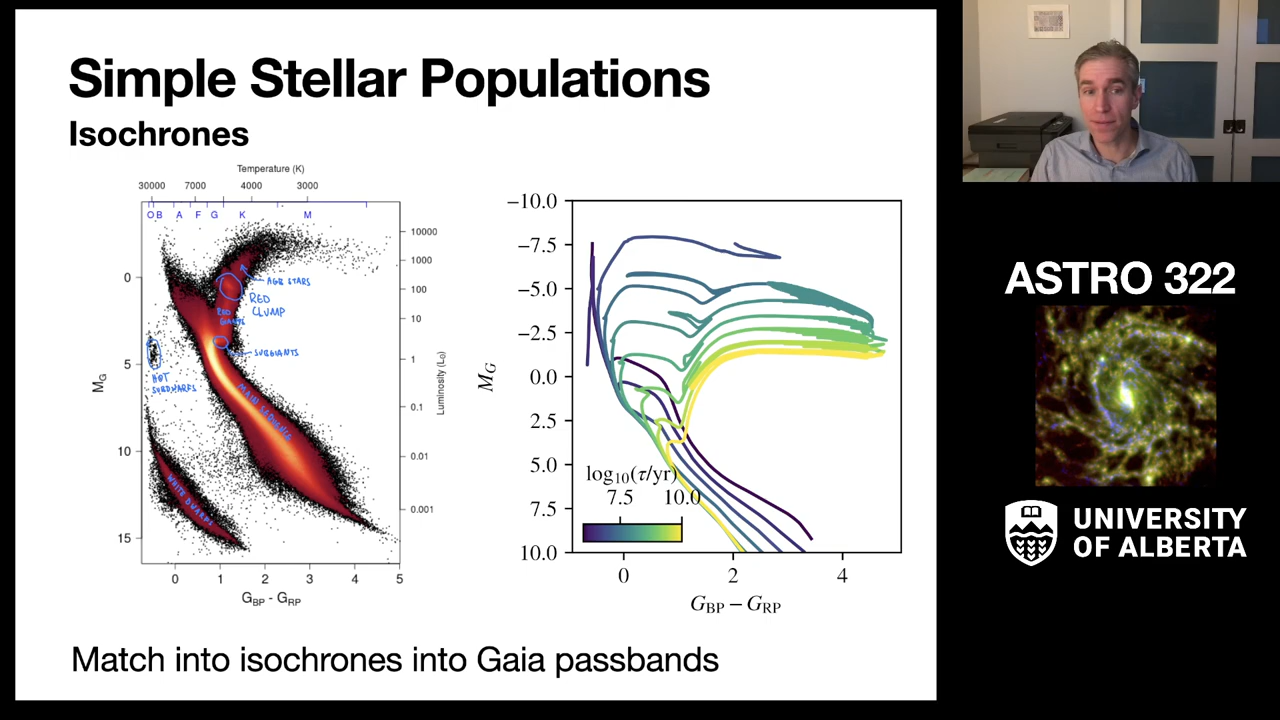 Simple Stellar Populations
Isochrones
Temperature (K)
30000 7000 4000 3000
O B A F G K M
10000
1000
100
10
1
0.1
0.01
0.001
Luminosity (L⊙)
0
5
10
15
M_G
AGB STARS
RED
CLUMP
RED
GIANTS
SUBGIANTS
HOT
SUBDWARFS
MAIN SEQUENCE
WHITE DWARFS
0 1 2 3 4 5
G_BP - G_RP
−10.0
−7.5
−5.0
−2.5
0.0
2.5
5.0
7.5
10.0
M_G
log₁₀(τ/yr)
7.5 10.0
0 2 4
G_BP − G_RP
Match into isochrones into Gaia passbands
ASTRO 322
UNIVERSITY
OF ALBERTA